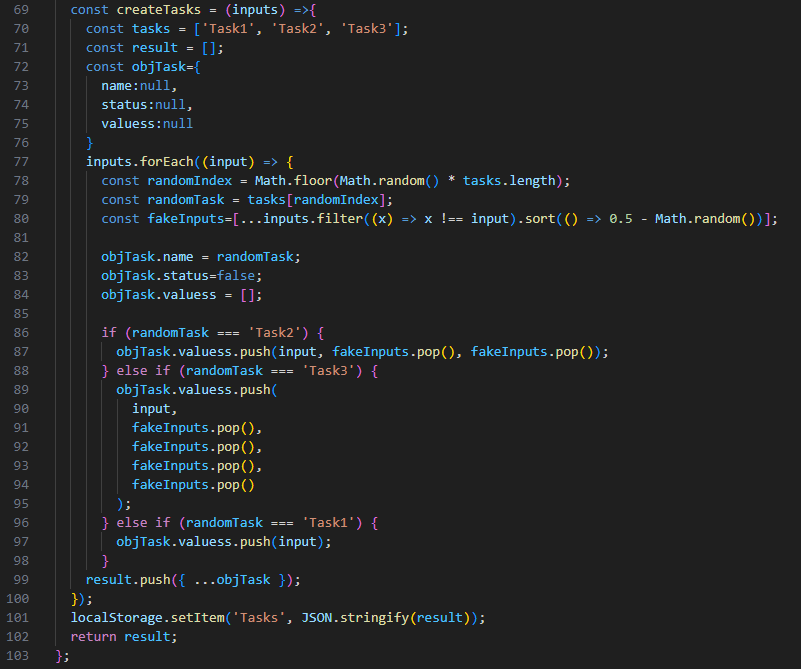 69 const createTasks = (inputs) =>{
70 const tasks = ['Task1', 'Task2', 'Task3'];
71 const result = [];
72 const objTask={
73 name:null,
74 status:null,
75 valuess:null
76 }
77 inputs.forEach((input) => {
78 const randomIndex = Math.floor(Math.random() * tasks.length);
79 const randomTask = tasks[randomIndex];
80 const fakeInputs=[...inputs.filter((x) => x !== input).sort(() => 0.5 - Math.random())];
81
82 objTask.name = randomTask;
83 objTask.status=false;
84 objTask.valuess = [];
85
86 if (randomTask === 'Task2') {
87 objTask.valuess.push(input, fakeInputs.pop(), fakeInputs.pop());
88 } else if (randomTask === 'Task3') {
89 objTask.valuess.push(
90 input,
91 fakeInputs.pop(),
92 fakeInputs.pop(),
93 fakeInputs.pop(),
94 fakeInputs.pop()
95 );
96 } else if (randomTask === 'Task1') {
97 objTask.valuess.push(input);
98 }
99 result.push({ ...objTask });
100 });
101 localStorage.setItem('Tasks', JSON.stringify(result));
102 return result;
103 };